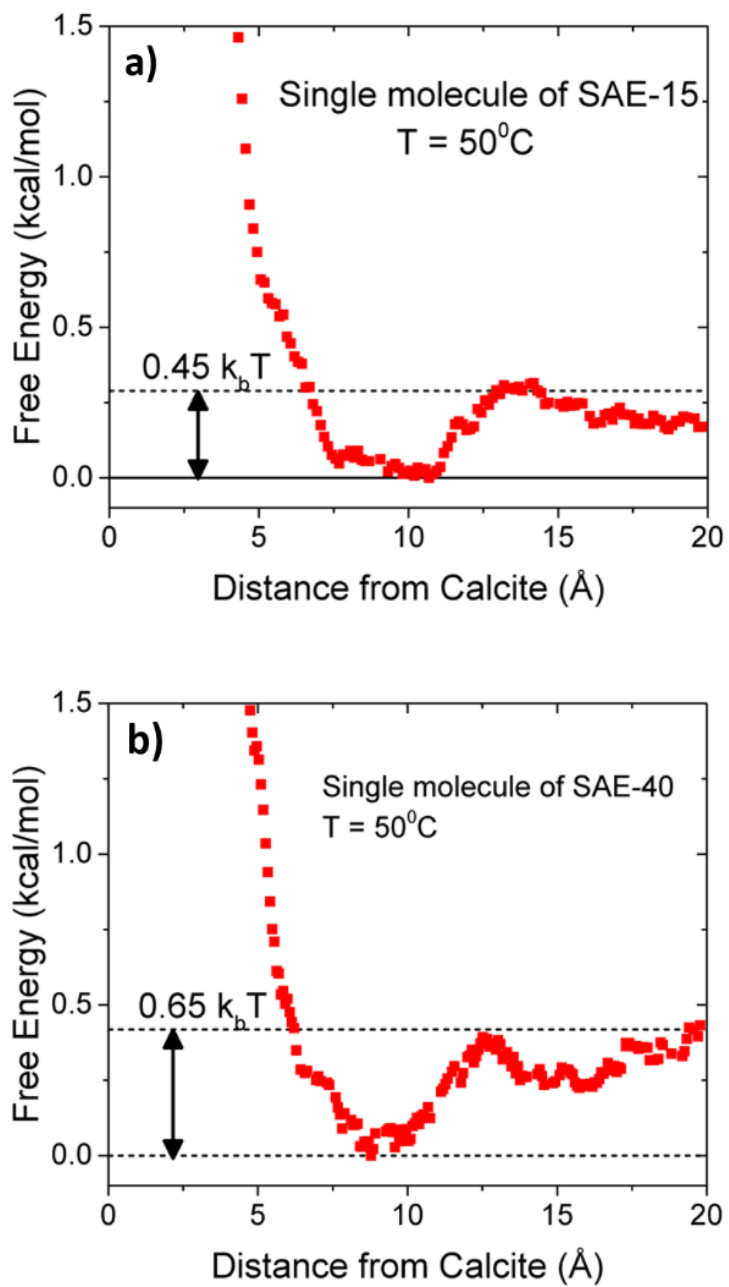 a)
Single molecule of SAE-15
T = 50⁰C
1.5
1.0
0.5
0.0
Free Energy (kcal/mol)
0.45 k_bT
0 5 10 15 20
Distance from Calcite (Å)
b)
Single molecule of SAE-40
T = 50⁰C
1.5
1.0
0.5
0.0
Free Energy (kcal/mol)
0.65 k_bT
0 5 10 15 20
Distance from Calcite (Å)